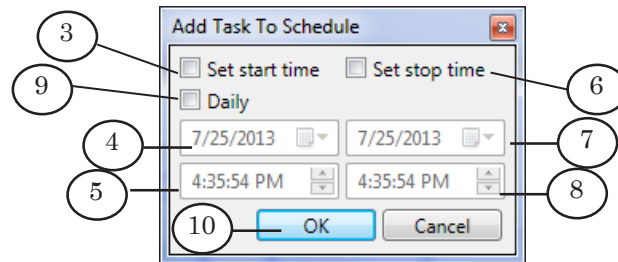 Add Task To Schedule
3
Set start time
Set stop time
6
9
Daily
4
7/25/2013
7/25/2013
7
5
4:35:54 PM
4:35:54 PM
8
10
OK
Cancel